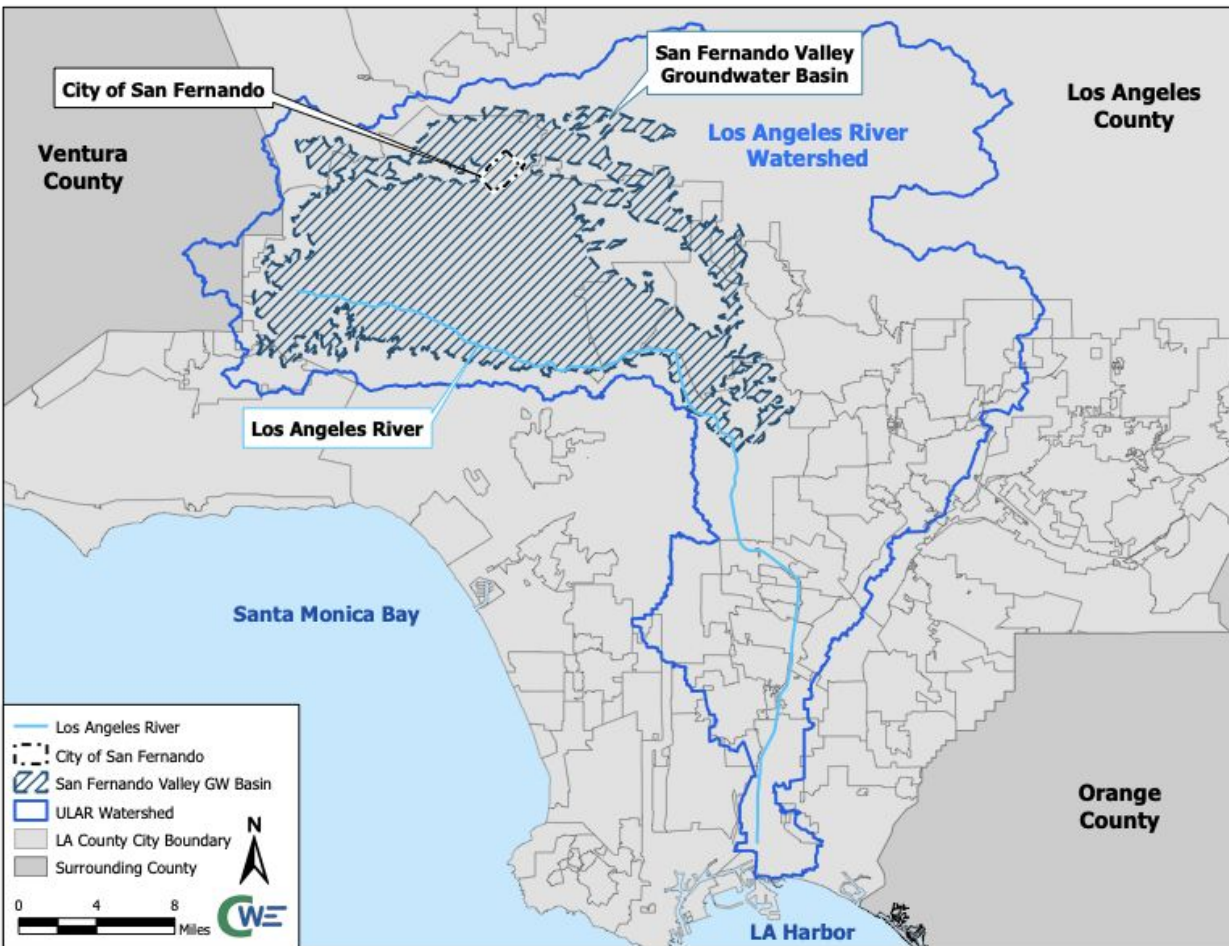 San Fernando Valley
Groundwater Basin
City of San Fernando
Los Angeles
County
Los Angeles River
Watershed
Ventura
County
Los Angeles River
Santa Monica Bay
Orange
County
LA Harbor
Los Angeles River
City of San Fernando
San Fernando Valley GW Basin
ULAR Watershed
LA County City Boundary
Surrounding County
N
0 4 8
Miles
CWE